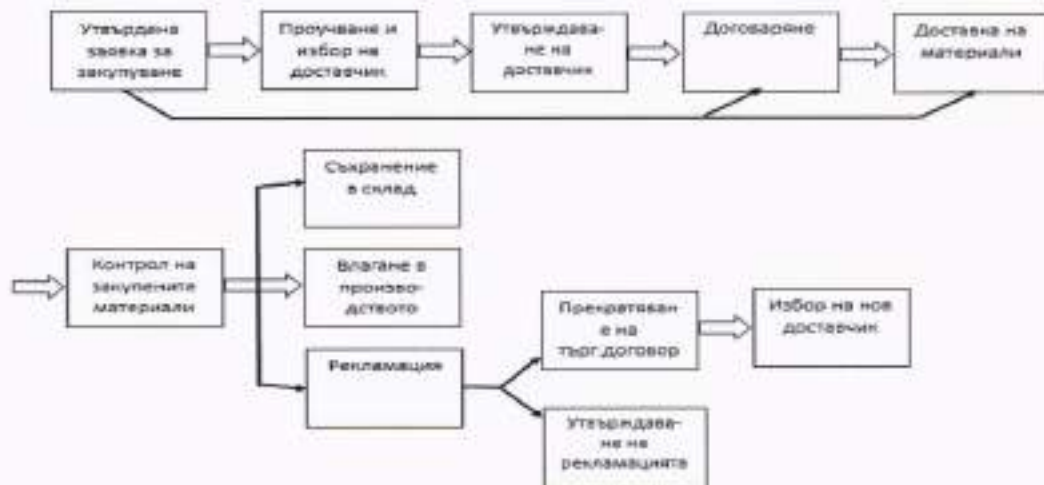 Утвърдена
заявка за
закупуване
Проучване и
избор на
доставчик
Утвърждава-
не на
доставчик
Договаряне
Доставка на
материали
Съхранение
в склад
Контрол на
закупените
материали
Влагане в
производ-
дството
Рекламация
Прекратяван
е на
търг.договор
Избор на нов
доставчик
Утвърждава-
не на
рекламацията